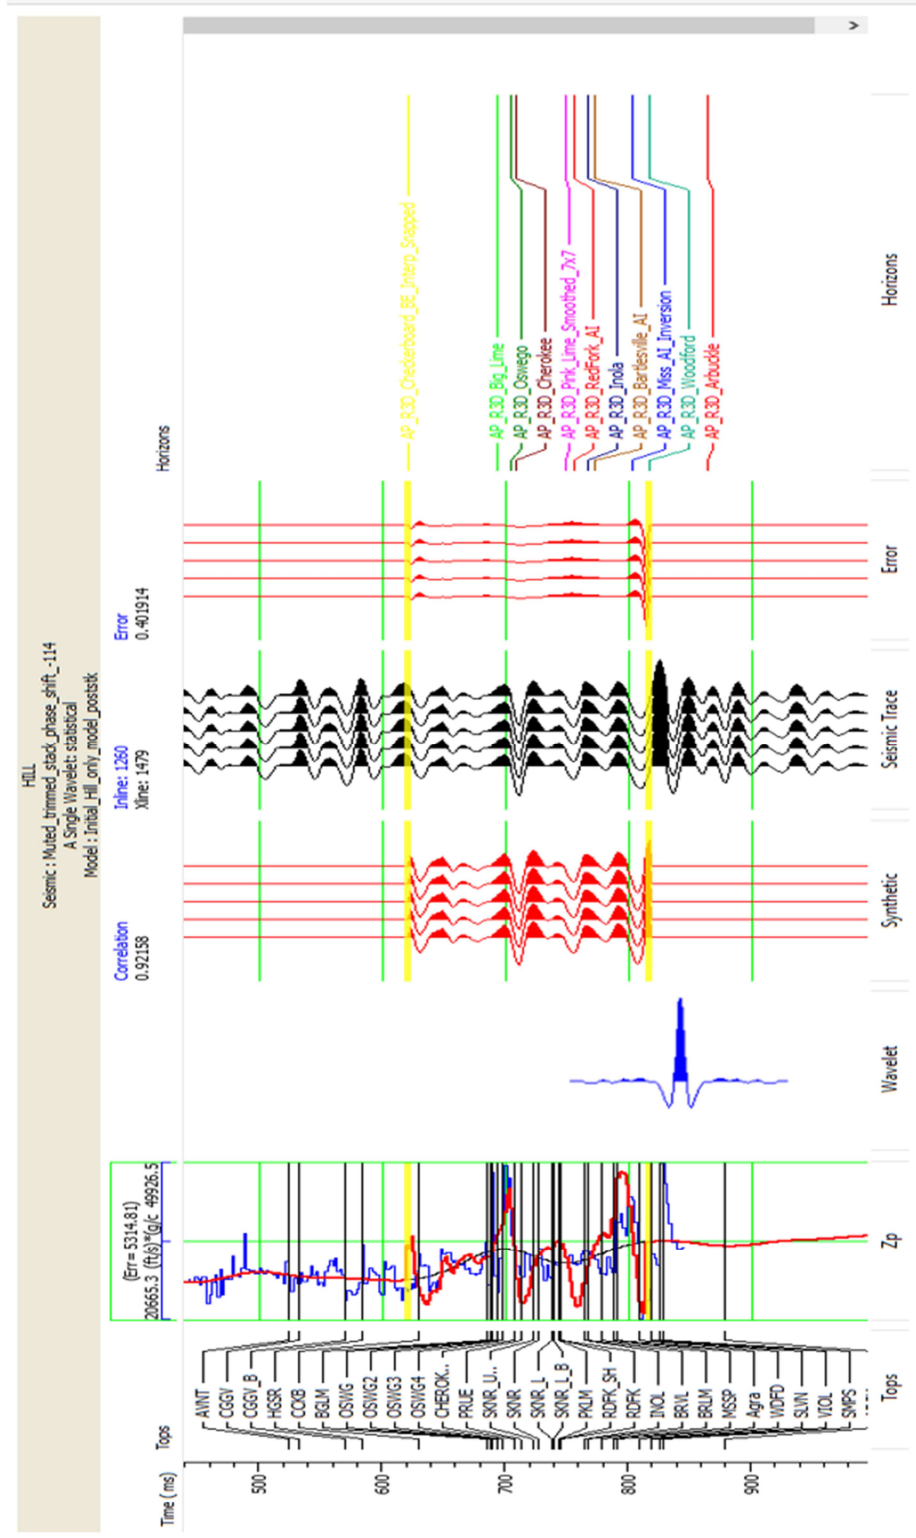 HILL
Seismic : Muted_trimmed_stack_phase_shift_-114
A Single Wavelet: statistical
Model : Initial_Hill_only_model_poststk
(Err = 5314.81)
20665.3 (ft/s)*(g/c 49926.5
Correlation
0.92158
Inline: 1260
Xline: 1479
Error
0.401914
Time (ms)
Tops
Horizons
500
600
700
800
900
AVNT
CGGV
CGGV_B
HGSR
CCKB
BGLM
OSWG
OSWG2
OSWG3
OSWG4
CHEROK...
PRUE
SKNR_U...
SKNR
SKNR_L
SKNR_L_B
PKLM
RDFK_SH
RDFK
INOL
BRVL
BRLM
MSSP
Agra
WDFD
SLVN
VIOL
SMPS
AP_R3D_Checkerboard_BE_Interp_Snapped
AP_R3D_Big_Lime
AP_R3D_Oswego
AP_R3D_Cherokee
AP_R3D_Pink_Lime_Smoothed_7x7
AP_R3D_RedFork_AI
AP_R3D_Inola
AP_R3D_Bartlesville_AI
AP_R3D_Miss_AI_Inversion
AP_R3D_Woodford
AP_R3D_Arbuckle
Tops
Zp
Wavelet
Synthetic
Seismic Trace
Error
Horizons